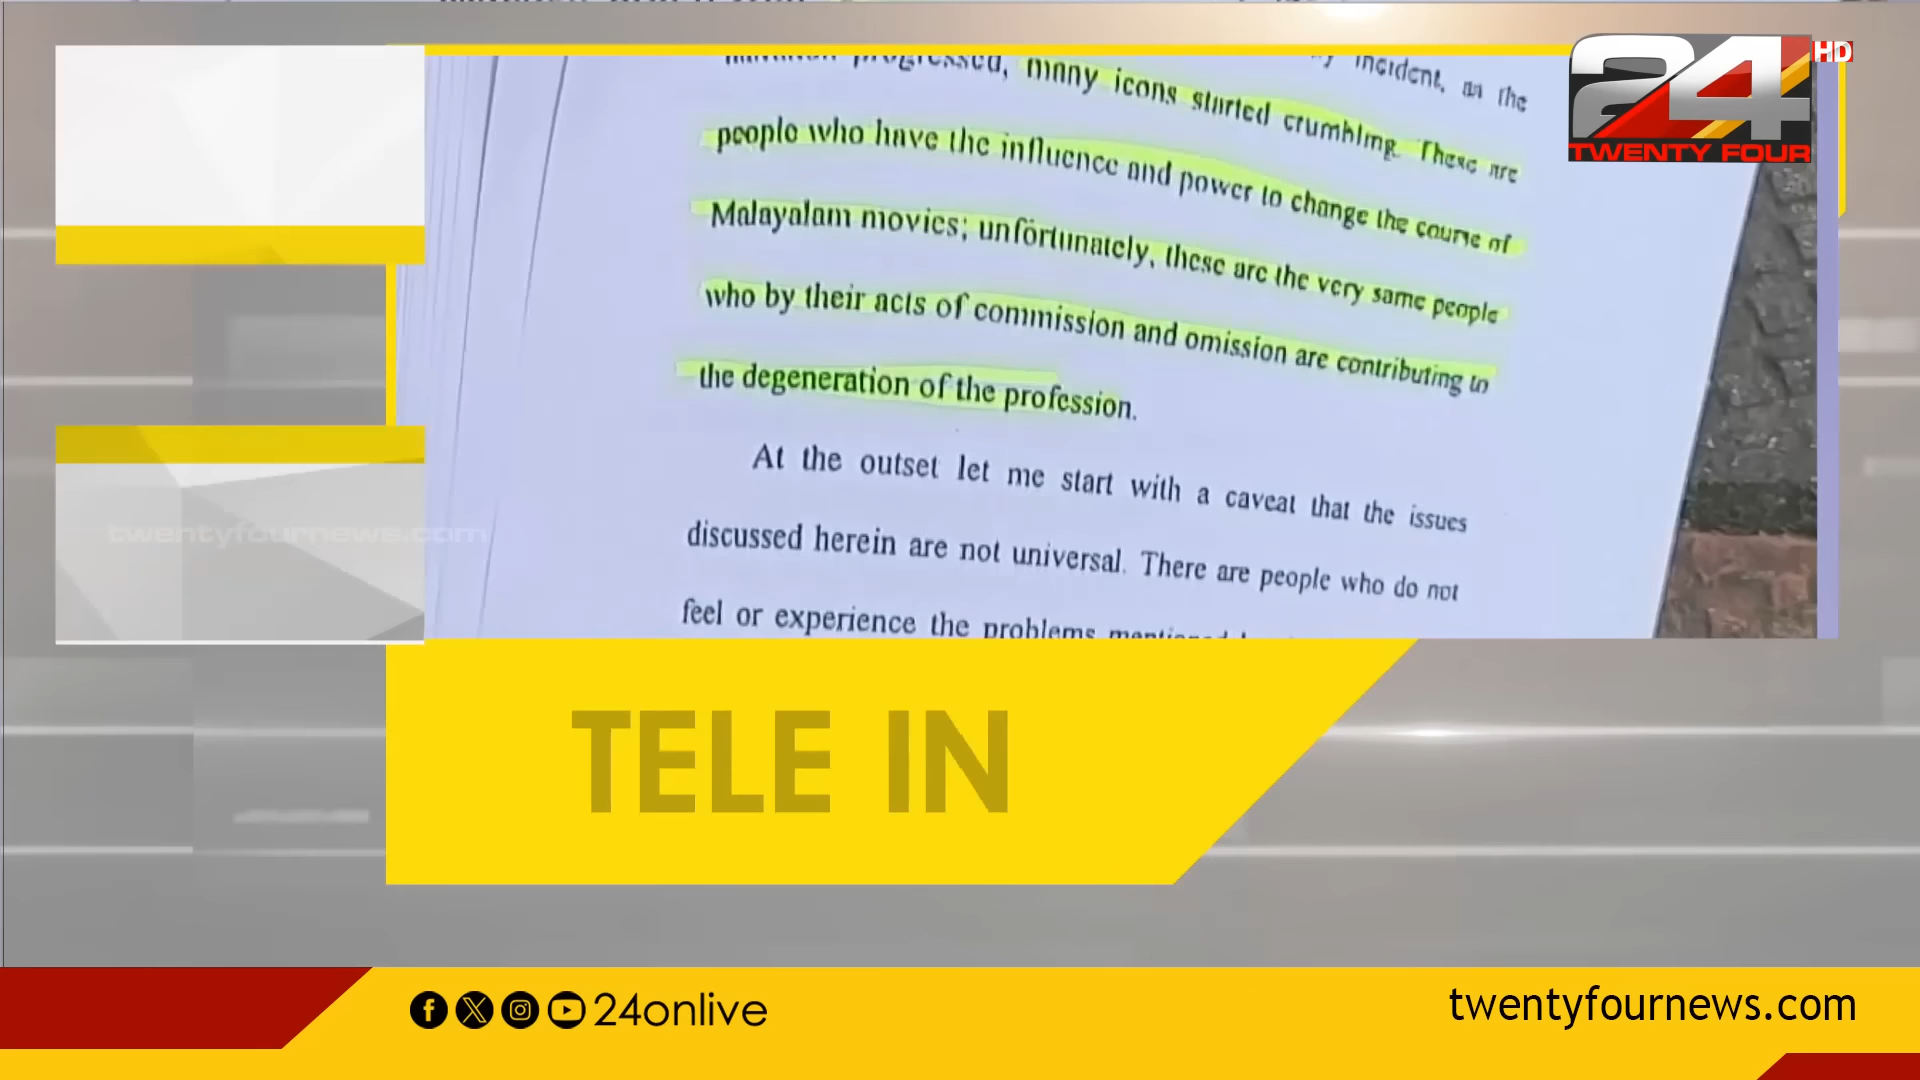 incident, as the
progressed, many icons started crumbling. These are
people who have the influence and power to change the course of
Malayalam movies; unfortunately, these are the very same people
who by their acts of commission and omission are contributing to
the degeneration of the profession.
At the outset let me start with a caveat that the issues
discussed herein are not universal. There are people who do not
feel or experience the problems
24
HD
TWENTY FOUR
twentyfournews.com
TELE IN
24onlive
twentyfournews.com